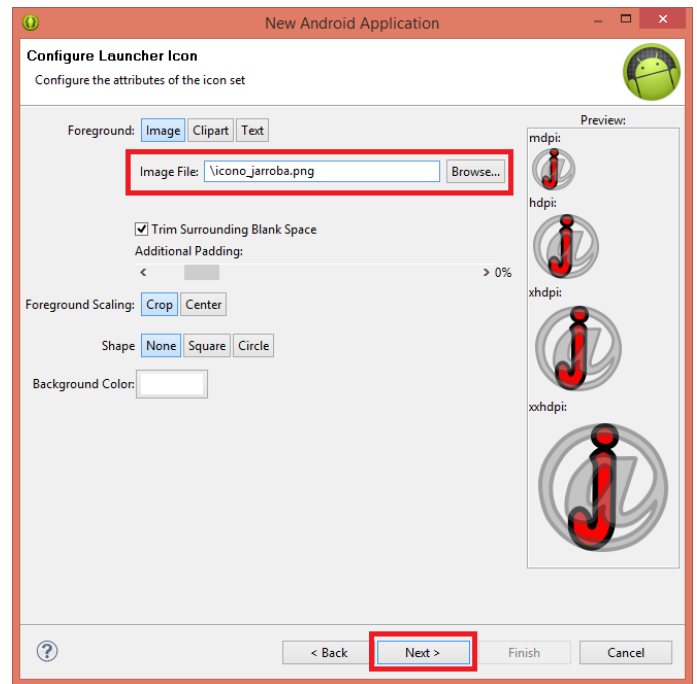 New Android Application
Configure Launcher Icon
Configure the attributes of the icon set
Foreground: Image Clipart Text
Image File: \icono_jarroba.png Browse...
Trim Surrounding Blank Space
Additional Padding:
< > 0%
Foreground Scaling: Crop Center
Shape None Square Circle
Background Color:
Preview:
mdpi:
hdpi:
xhdpi:
xxhdpi:
? < Back Next > Finish Cancel